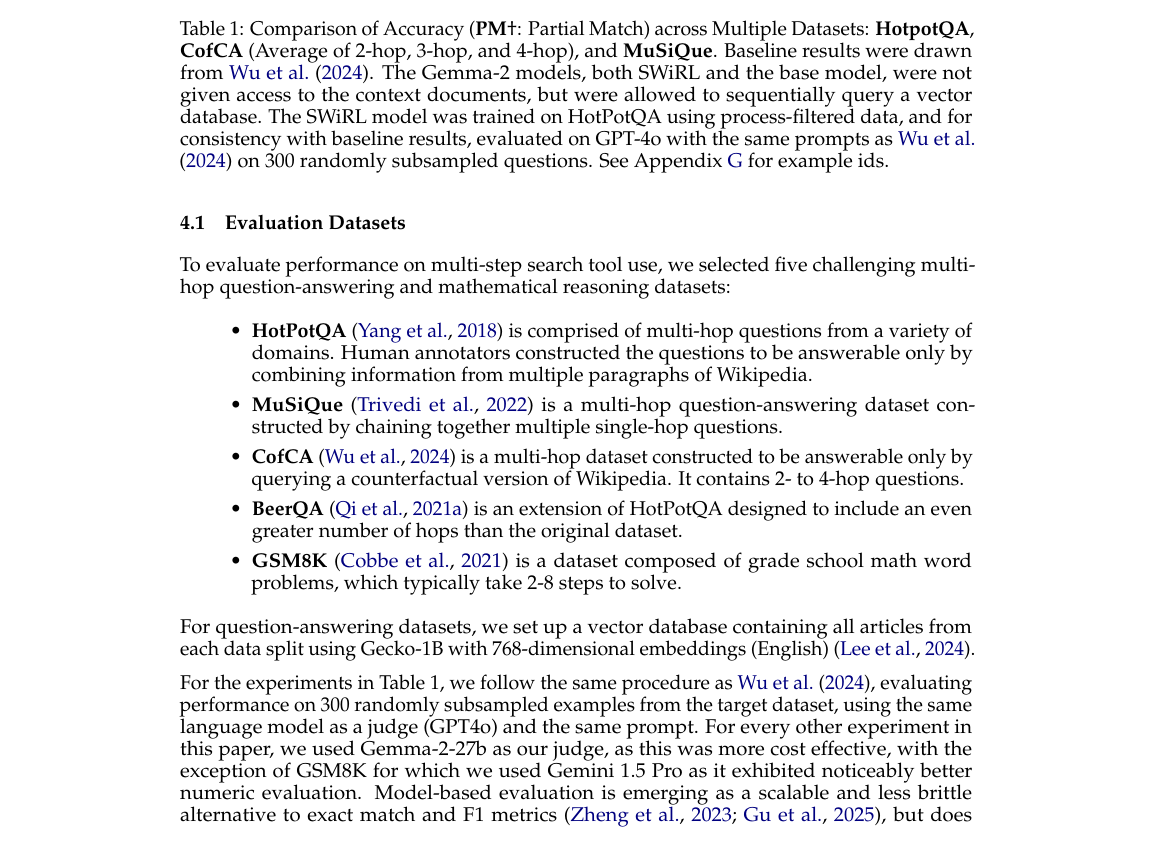 Table 1: Comparison of Accuracy (PM†: Partial Match) across Multiple Datasets: HotpotQA,
CofCA (Average of 2-hop, 3-hop, and 4-hop), and MuSiQue. Baseline results were drawn
from Wu et al. (2024). The Gemma-2 models, both SWiRL and the base model, were not
given access to the context documents, but were allowed to sequentially query a vector
database. The SWiRL model was trained on HotPotQA using process-filtered data, and for
consistency with baseline results, evaluated on GPT-4o with the same prompts as Wu et al.
(2024) on 300 randomly subsampled questions. See Appendix G for example ids.
4.1 Evaluation Datasets
To evaluate performance on multi-step search tool use, we selected five challenging multi-
hop question-answering and mathematical reasoning datasets:
• HotPotQA (Yang et al., 2018) is comprised of multi-hop questions from a variety of
domains. Human annotators constructed the questions to be answerable only by
combining information from multiple paragraphs of Wikipedia.
• MuSiQue (Trivedi et al., 2022) is a multi-hop question-answering dataset con-
structed by chaining together multiple single-hop questions.
• CofCA (Wu et al., 2024) is a multi-hop dataset constructed to be answerable only by
querying a counterfactual version of Wikipedia. It contains 2- to 4-hop questions.
• BeerQA (Qi et al., 2021a) is an extension of HotPotQA designed to include an even
greater number of hops than the original dataset.
• GSM8K (Cobbe et al., 2021) is a dataset composed of grade school math word
problems, which typically take 2-8 steps to solve.
For question-answering datasets, we set up a vector database containing all articles from
each data split using Gecko-1B with 768-dimensional embeddings (English) (Lee et al., 2024).
For the experiments in Table 1, we follow the same procedure as Wu et al. (2024), evaluating
performance on 300 randomly subsampled examples from the target dataset, using the same
language model as a judge (GPT4o) and the same prompt. For every other experiment in
this paper, we used Gemma-2-27b as our judge, as this was more cost effective, with the
exception of GSM8K for which we used Gemini 1.5 Pro as it exhibited noticeably better
numeric evaluation. Model-based evaluation is emerging as a scalable and less brittle
alternative to exact match and F1 metrics (Zheng et al., 2023; Gu et al., 2025), but does